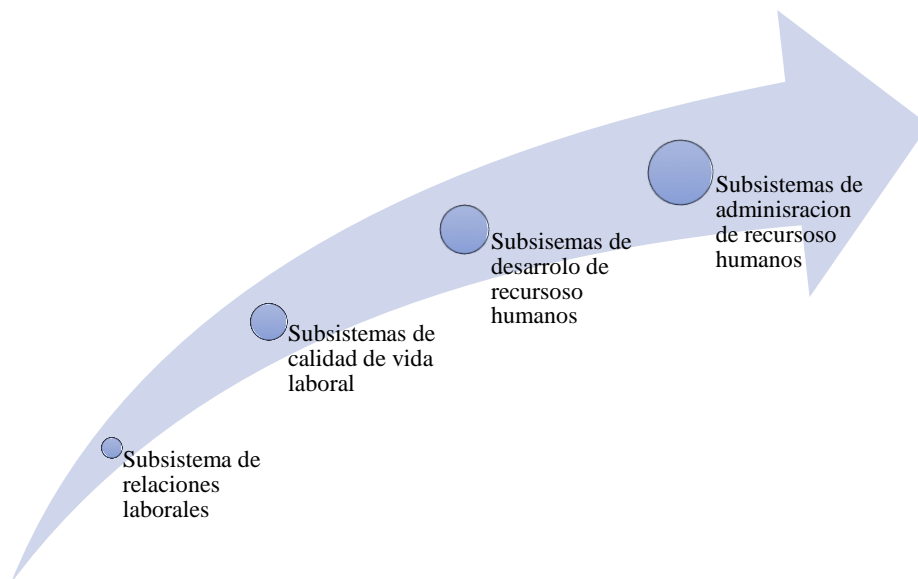 Subsistema de
relaciones
laborales
Subsistemas de
calidad de vida
laboral
Subsisemas de
desarrolo de
recursoso
humanos
Subsistemas de
adminisracion
de recursoso
humanos